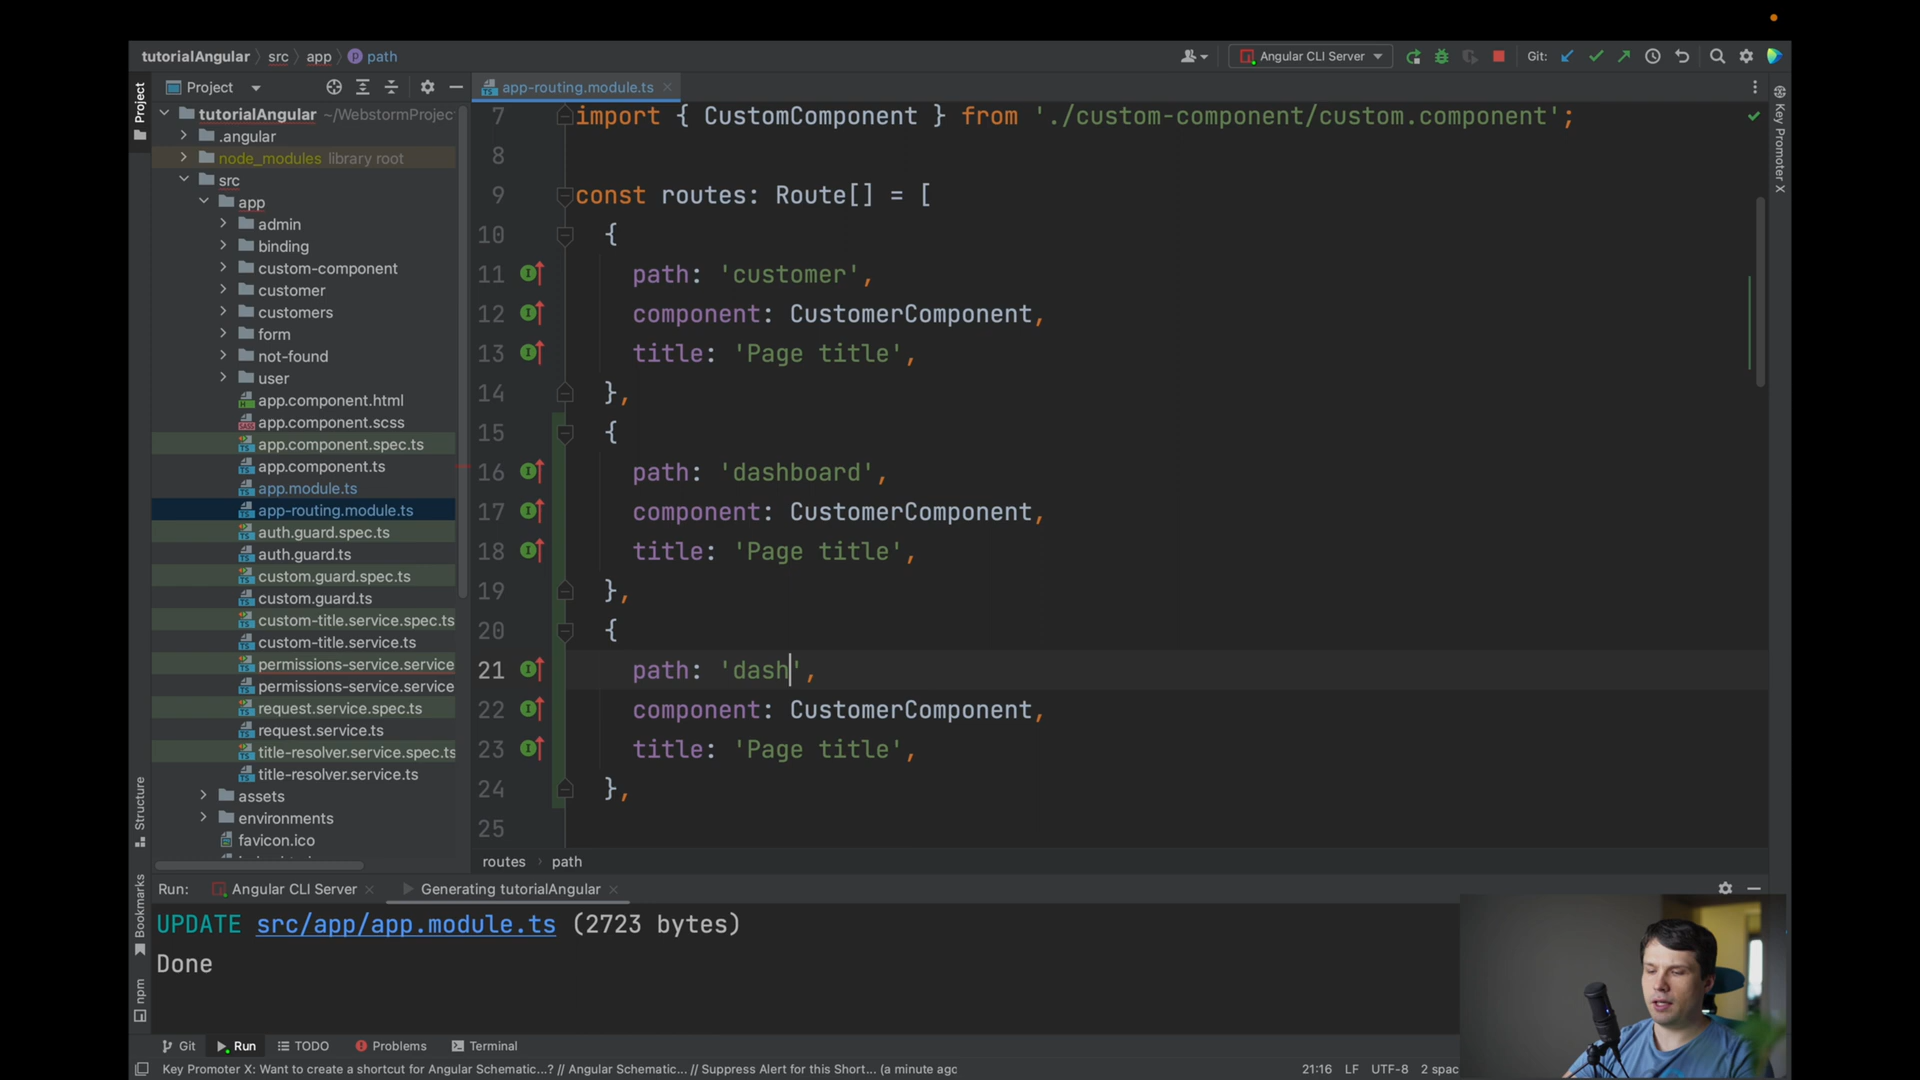 tutorialAngular src app path
Angular CLI Server
Git:
Project
app-routing.module.ts
Project
tutorialAngular ~/WebstormProjec
.angular
node_modules library root
src
app
admin
binding
custom-component
customer
customers
form
not-found
user
app.component.html
app.component.scss
app.component.spec.ts
app.component.ts
app.module.ts
app-routing.module.ts
auth.guard.spec.ts
auth.guard.ts
custom.guard.spec.ts
custom.guard.ts
custom-title.service.spec.ts
custom-title.service.ts
permissions-service.service
permissions-service.service
request.service.spec.ts
request.service.ts
title-resolver.service.spec.ts
title-resolver.service.ts
assets
environments
favicon.ico
7 import { CustomComponent } from './custom-component/custom.component';
8
9 const routes: Route[] = [
10 {
11 path: 'customer',
12 component: CustomerComponent,
13 title: 'Page title',
14 },
15 {
16 path: 'dashboard',
17 component: CustomerComponent,
18 title: 'Page title',
19 },
20 {
21 path: 'dash',
22 component: CustomerComponent,
23 title: 'Page title',
24 },
25
routes path
Key Promoter X
Structure
Bookmarks
npm
Run: Angular CLI Server Generating tutorialAngular
UPDATE src/app/app.module.ts (2723 bytes)
Done
Git Run TODO Problems Terminal
Key Promoter X: Want to create a shortcut for Angular Schematic...? // Angular Schematic... // Suppress Alert for this Short... (a minute ago
21:16 LF UTF-8 2 spac